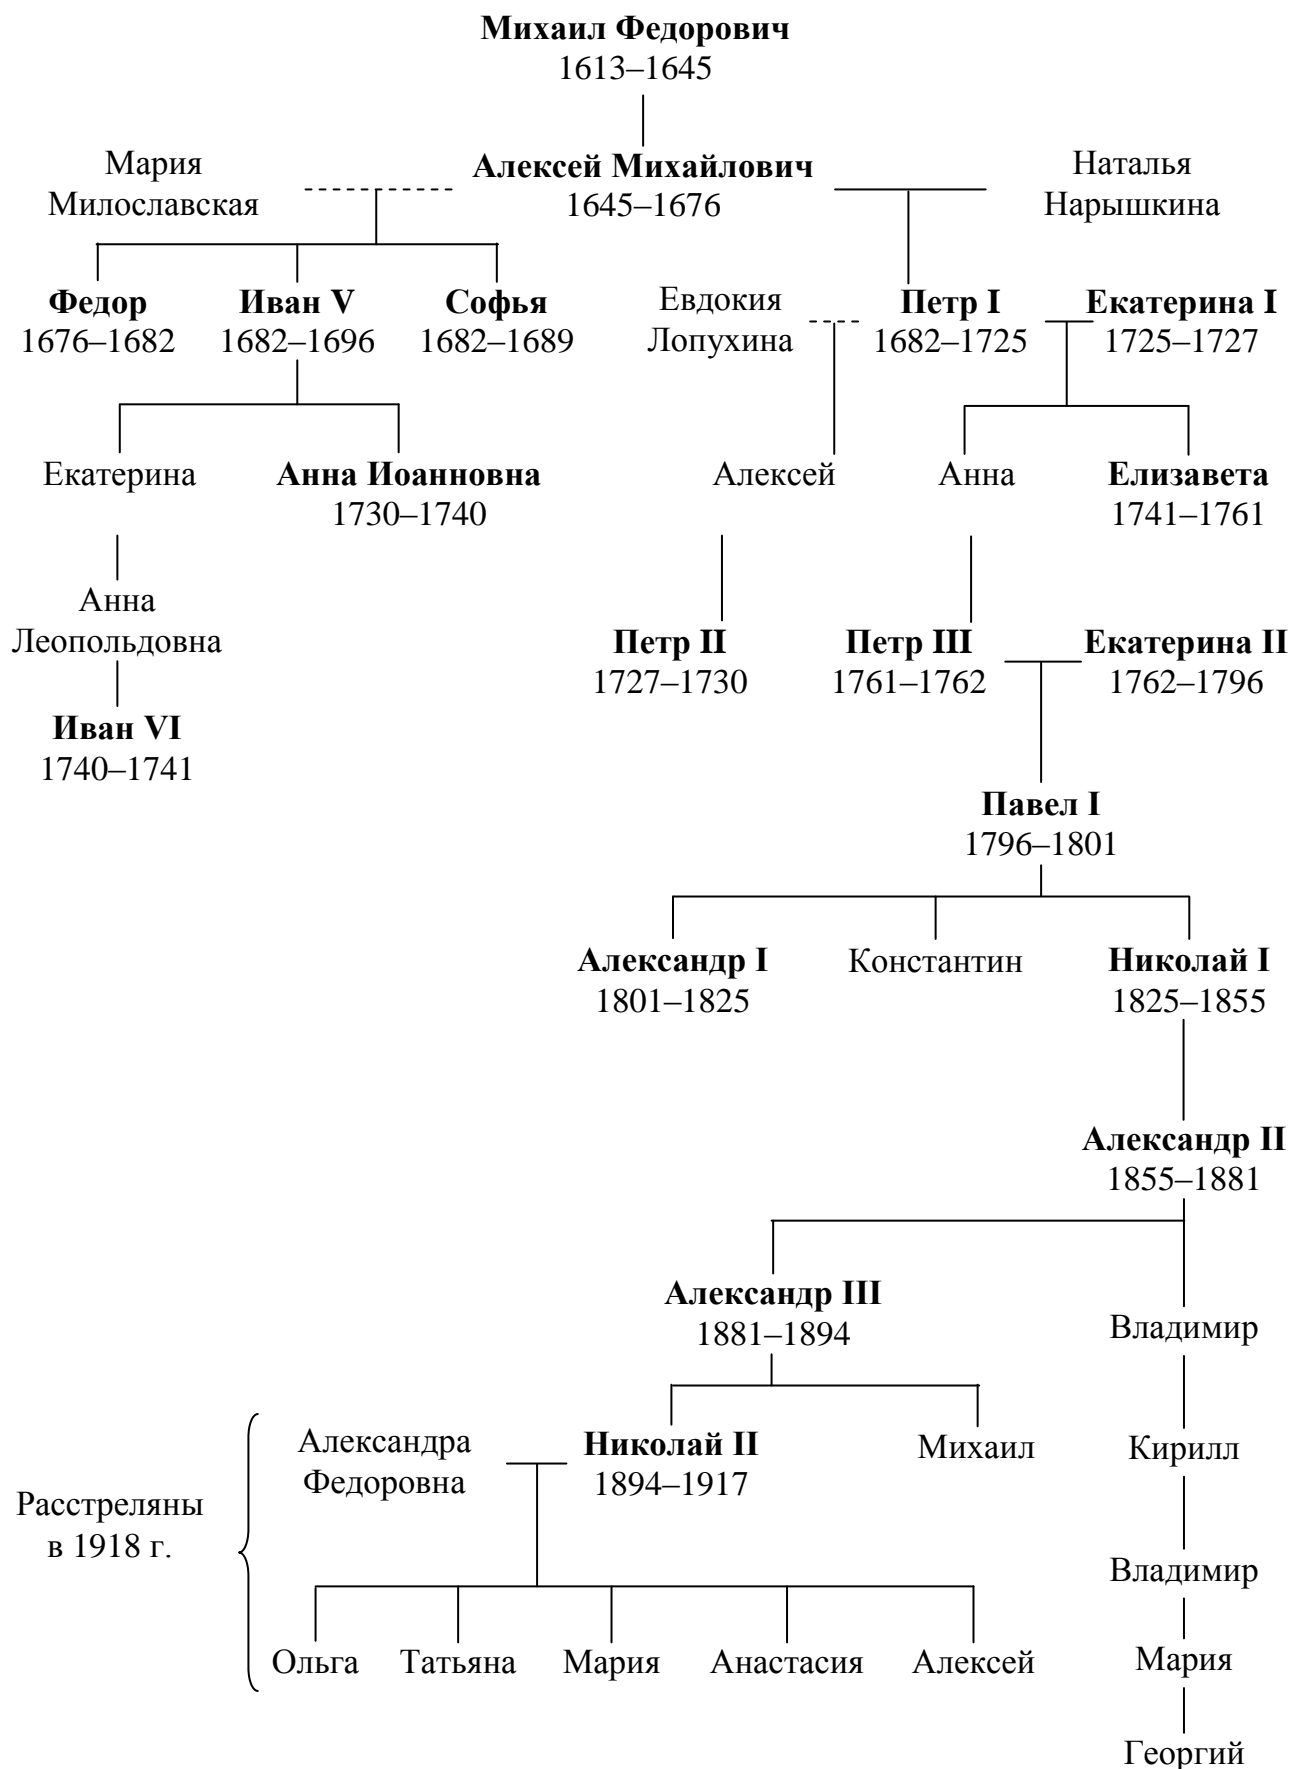 Михаил Федорович
1613–1645
Мария
Милославская
Алексей Михайлович
1645–1676
Наталья
Нарышкина
Федор
1676–1682
Иван V
1682–1696
Софья
1682–1689
Евдокия
Лопухина
Петр I
1682–1725
Екатерина I
1725–1727
Екатерина
Анна Иоанновна
1730–1740
Алексей
Анна
Елизавета
1741–1761
Анна
Леопольдовна
Петр II
1727–1730
Петр III
1761–1762
Екатерина II
1762–1796
Иван VI
1740–1741
Павел I
1796–1801
Александр I
1801–1825
Константин
Николай I
1825–1855
Александр II
1855–1881
Александр III
1881–1894
Владимир
Александра
Федоровна
Николай II
1894–1917
Михаил
Кирилл
Расстреляны
в 1918 г.
Владимир
Ольга
Татьяна
Мария
Анастасия
Алексей
Мария
Георгий